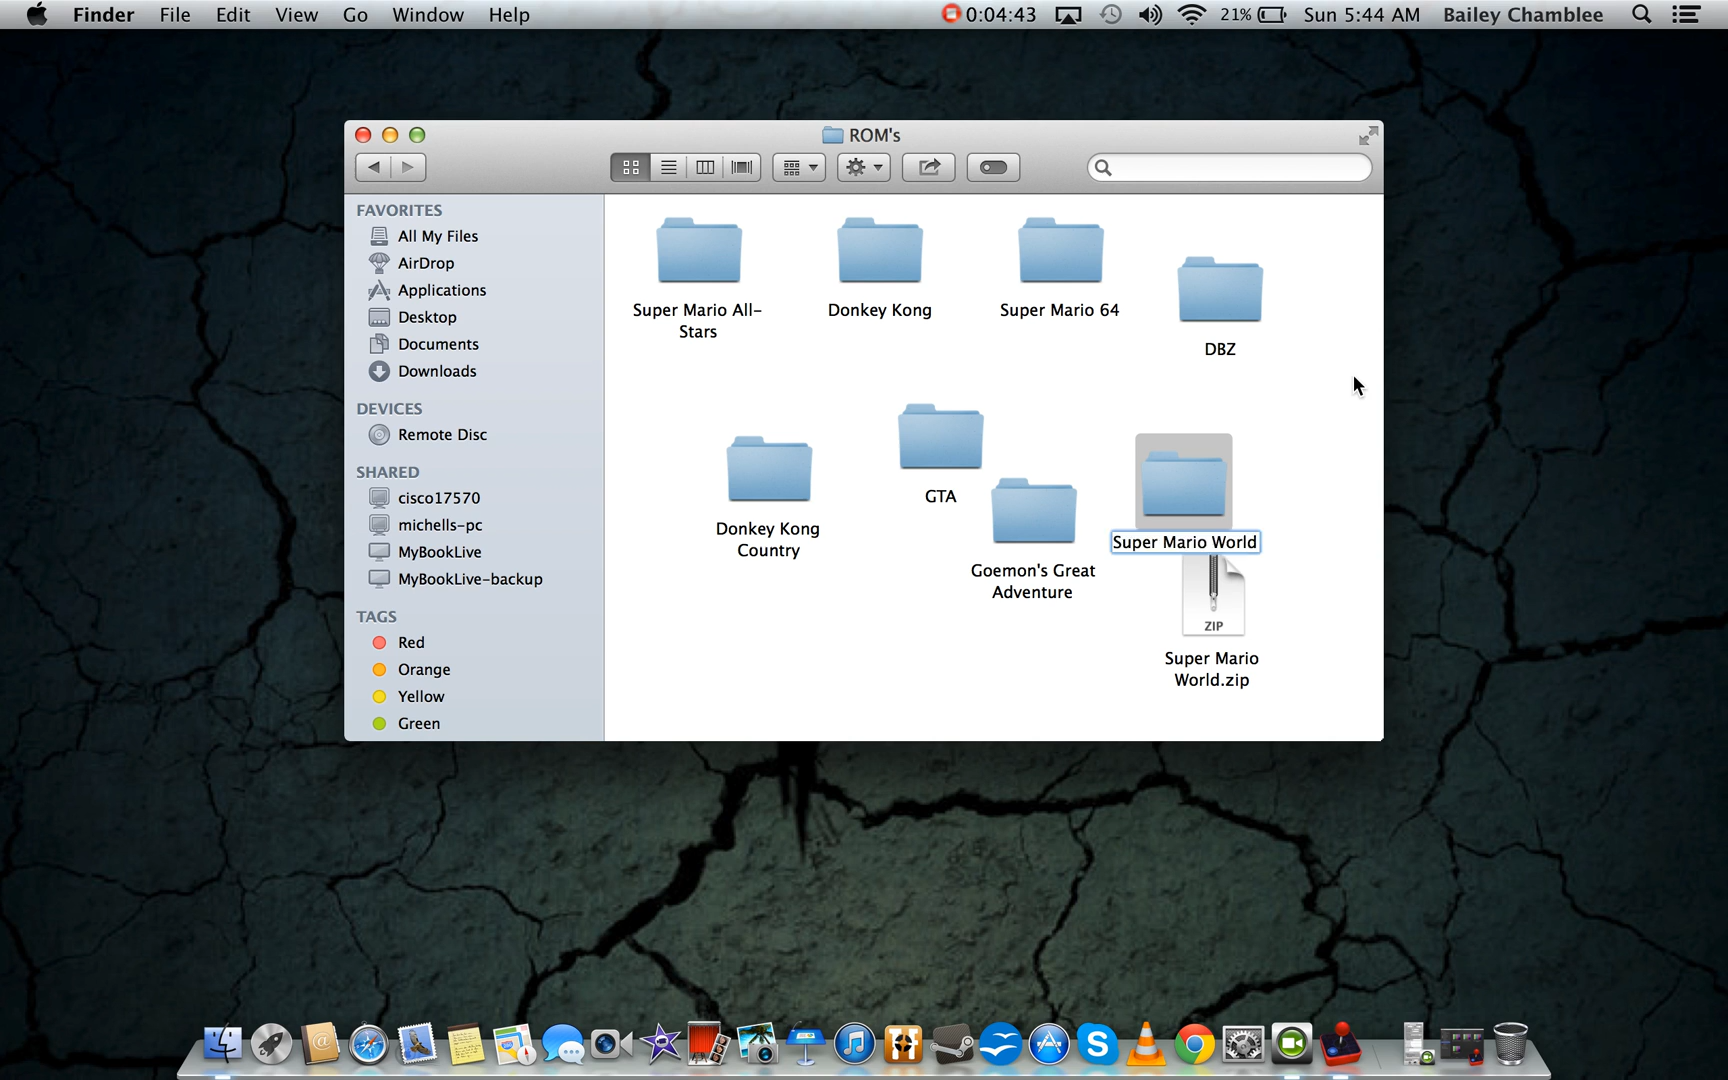 Finder File Edit View Go Window Help 0:04:43 21% Sun 5:44 AM Bailey Chamblee
ROM's
FAVORITES
All My Files
AirDrop
Applications
Desktop
Documents
Downloads
DEVICES
Remote Disc
SHARED
cisco17570
michells-pc
MyBookLive
MyBookLive-backup
TAGS
Red
Orange
Yellow
Green
Super Mario All-
Stars
Donkey Kong
Super Mario 64
DBZ
Donkey Kong
Country
GTA
Goemon's Great
Adventure
Super Mario World
ZIP
Super Mario
World.zip